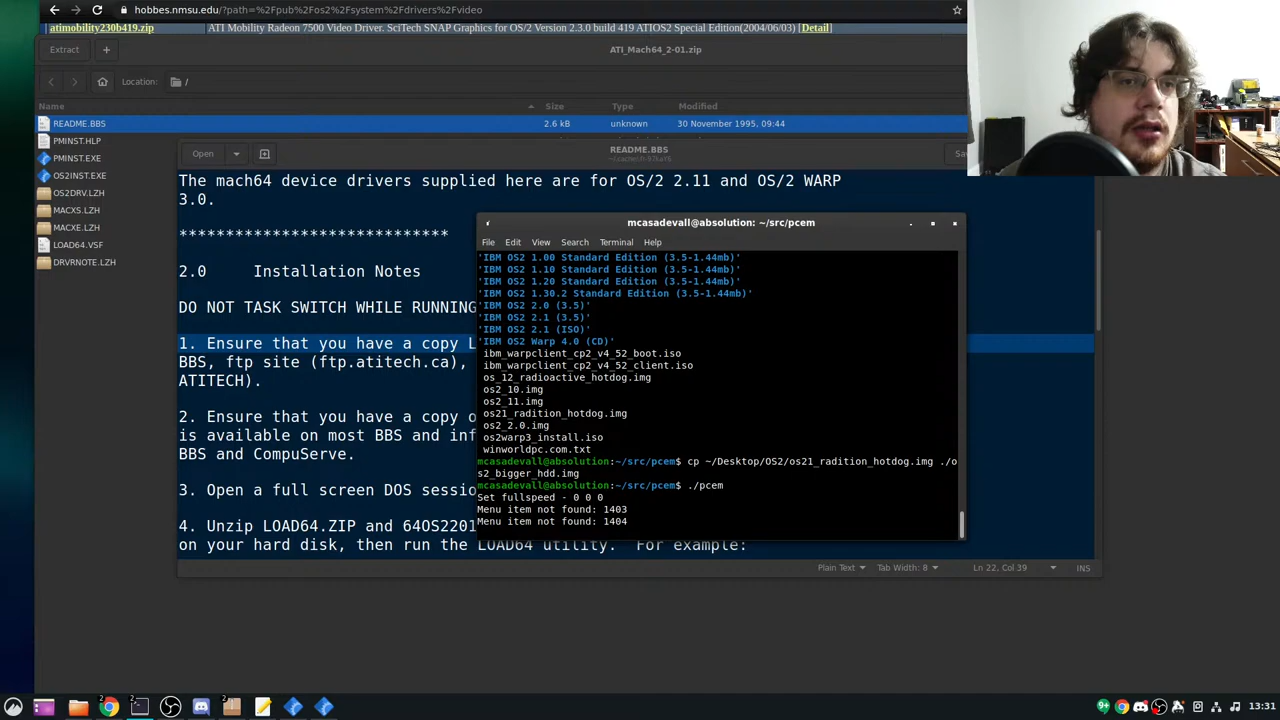 hobbes.nmsu.edu/?path=%2Fpub%2Fos2%2Fsystem%2Fdrivers%2Fvideo
atimobility230b419.zip
ATI Mobility Radeon 7500 Video Driver. SciTech SNAP Graphics for OS/2 Version 2.3.0 build 419 ATIOS2 Special Edition(2004/06/03) [Detail]
Extract
ATI_Mach64_2-01.zip
Location:
/
Name
Size
Type
Modified
README.BBS
2.6 kB
unknown
30 November 1995, 09:44
PMINST.HLP
PMINST.EXE
OS2INST.EXE
OS2DRV.LZH
MACXS.LZH
MACXE.LZH
LOAD64.VSF
DRVRNOTE.LZH
Open
README.BBS
The mach64 device drivers supplied here are for OS/2 2.11 and OS/2 WARP
3.0.
****************************
2.0 Installation Notes
DO NOT TASK SWITCH WHILE RUNNING
1. Ensure that you have a copy
BBS, ftp site (ftp.atitech.ca),
ATITECH).
2. Ensure that you have a copy
is available on most BBS and
BBS and CompuServe.
3. Open a full screen DOS
4. Unzip LOAD64.ZIP and
on your hard disk, then run the LOAD64 utility. For example:
Plain Text
Tab Width: 8
Ln 22, Col 39
INS
mcasadevall@absolution: ~/src/pcem
File Edit View Search Terminal Help
'IBM OS2 1.00 Standard Edition (3.5-1.44mb)'
'IBM OS2 1.10 Standard Edition (3.5-1.44mb)'
'IBM OS2 1.20 Standard Edition (3.5-1.44mb)'
'IBM OS2 1.30.2 Standard Edition (3.5-1.44mb)'
'IBM OS2 2.0 (3.5)'
'IBM OS2 2.1 (3.5)'
'IBM OS2 2.1 (ISO)'
'IBM OS2 Warp 4.0 (CD)'
ibm_warpclient_cp2_v4_52_boot.iso
ibm_warpclient_cp2_v4_52_client.iso
os_12_radioactive_hotdog.img
os2_10.img
os2_11.img
os21_radition_hotdog.img
os2_2.0.img
os2warp3_install.iso
winworldpc.com.txt
mcasadevall@absolution:~/src/pcem$ cp ~/Desktop/OS2/os21_radition_hotdog.img ./o
s2_bigger_hdd.img
mcasadevall@absolution:~/src/pcem$ ./pcem
Set fullspeed - 0 0 0
Menu item not found: 1403
Menu item not found: 1404
13:31